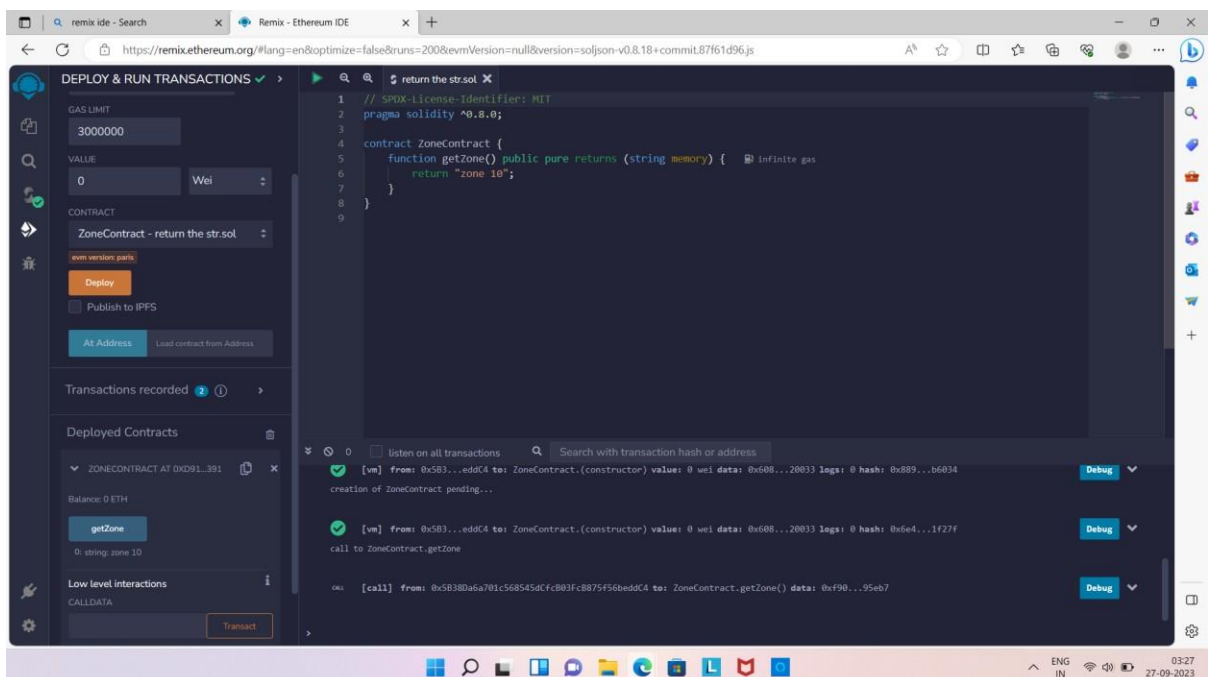 remix ide - Search
Remix - Ethereum IDE
https://remix.ethereum.org/#lang=en&optimize=false&runs=200&evmVersion=null&version=soljson-v0.8.18+commit.87f61d96.js
DEPLOY & RUN TRANSACTIONS
GAS LIMIT
3000000
VALUE
0 Wei
CONTRACT
ZoneContract - return the str.sol
evm version: paris
Deploy
Publish to IPFS
At Address Load contract from Address
Transactions recorded 2 i
Deployed Contracts
ZONECONTRACT AT 0XD91...391
Balance: 0 ETH
getZone
0: string: zone 10
Low level interactions i
CALLDATA
Transact
return the str.sol
1 // SPDX-License-Identifier: MIT
2 pragma solidity ^0.8.0;
3
4 contract ZoneContract {
5 function getZone() public pure returns (string memory) { infinite gas
6 return "zone 10";
7 }
8 }
9
0 listen on all transactions Search with transaction hash or address
[vm] from: 0x5B3...eddC4 to: ZoneContract.(constructor) value: 0 wei data: 0x608...20033 logs: 0 hash: 0x889...b6034 Debug
creation of ZoneContract pending...
[vm] from: 0x5B3...eddC4 to: ZoneContract.(constructor) value: 0 wei data: 0x608...20033 logs: 0 hash: 0x6e4...1f27f Debug
call to ZoneContract.getZone
CALL [call] from: 0x5B38Da6a701c568545dCfcB03FcB875f56beddC4 to: ZoneContract.getZone() data: 0xf90...95eb7 Debug
>
ENG
IN
03:27
27-09-2023